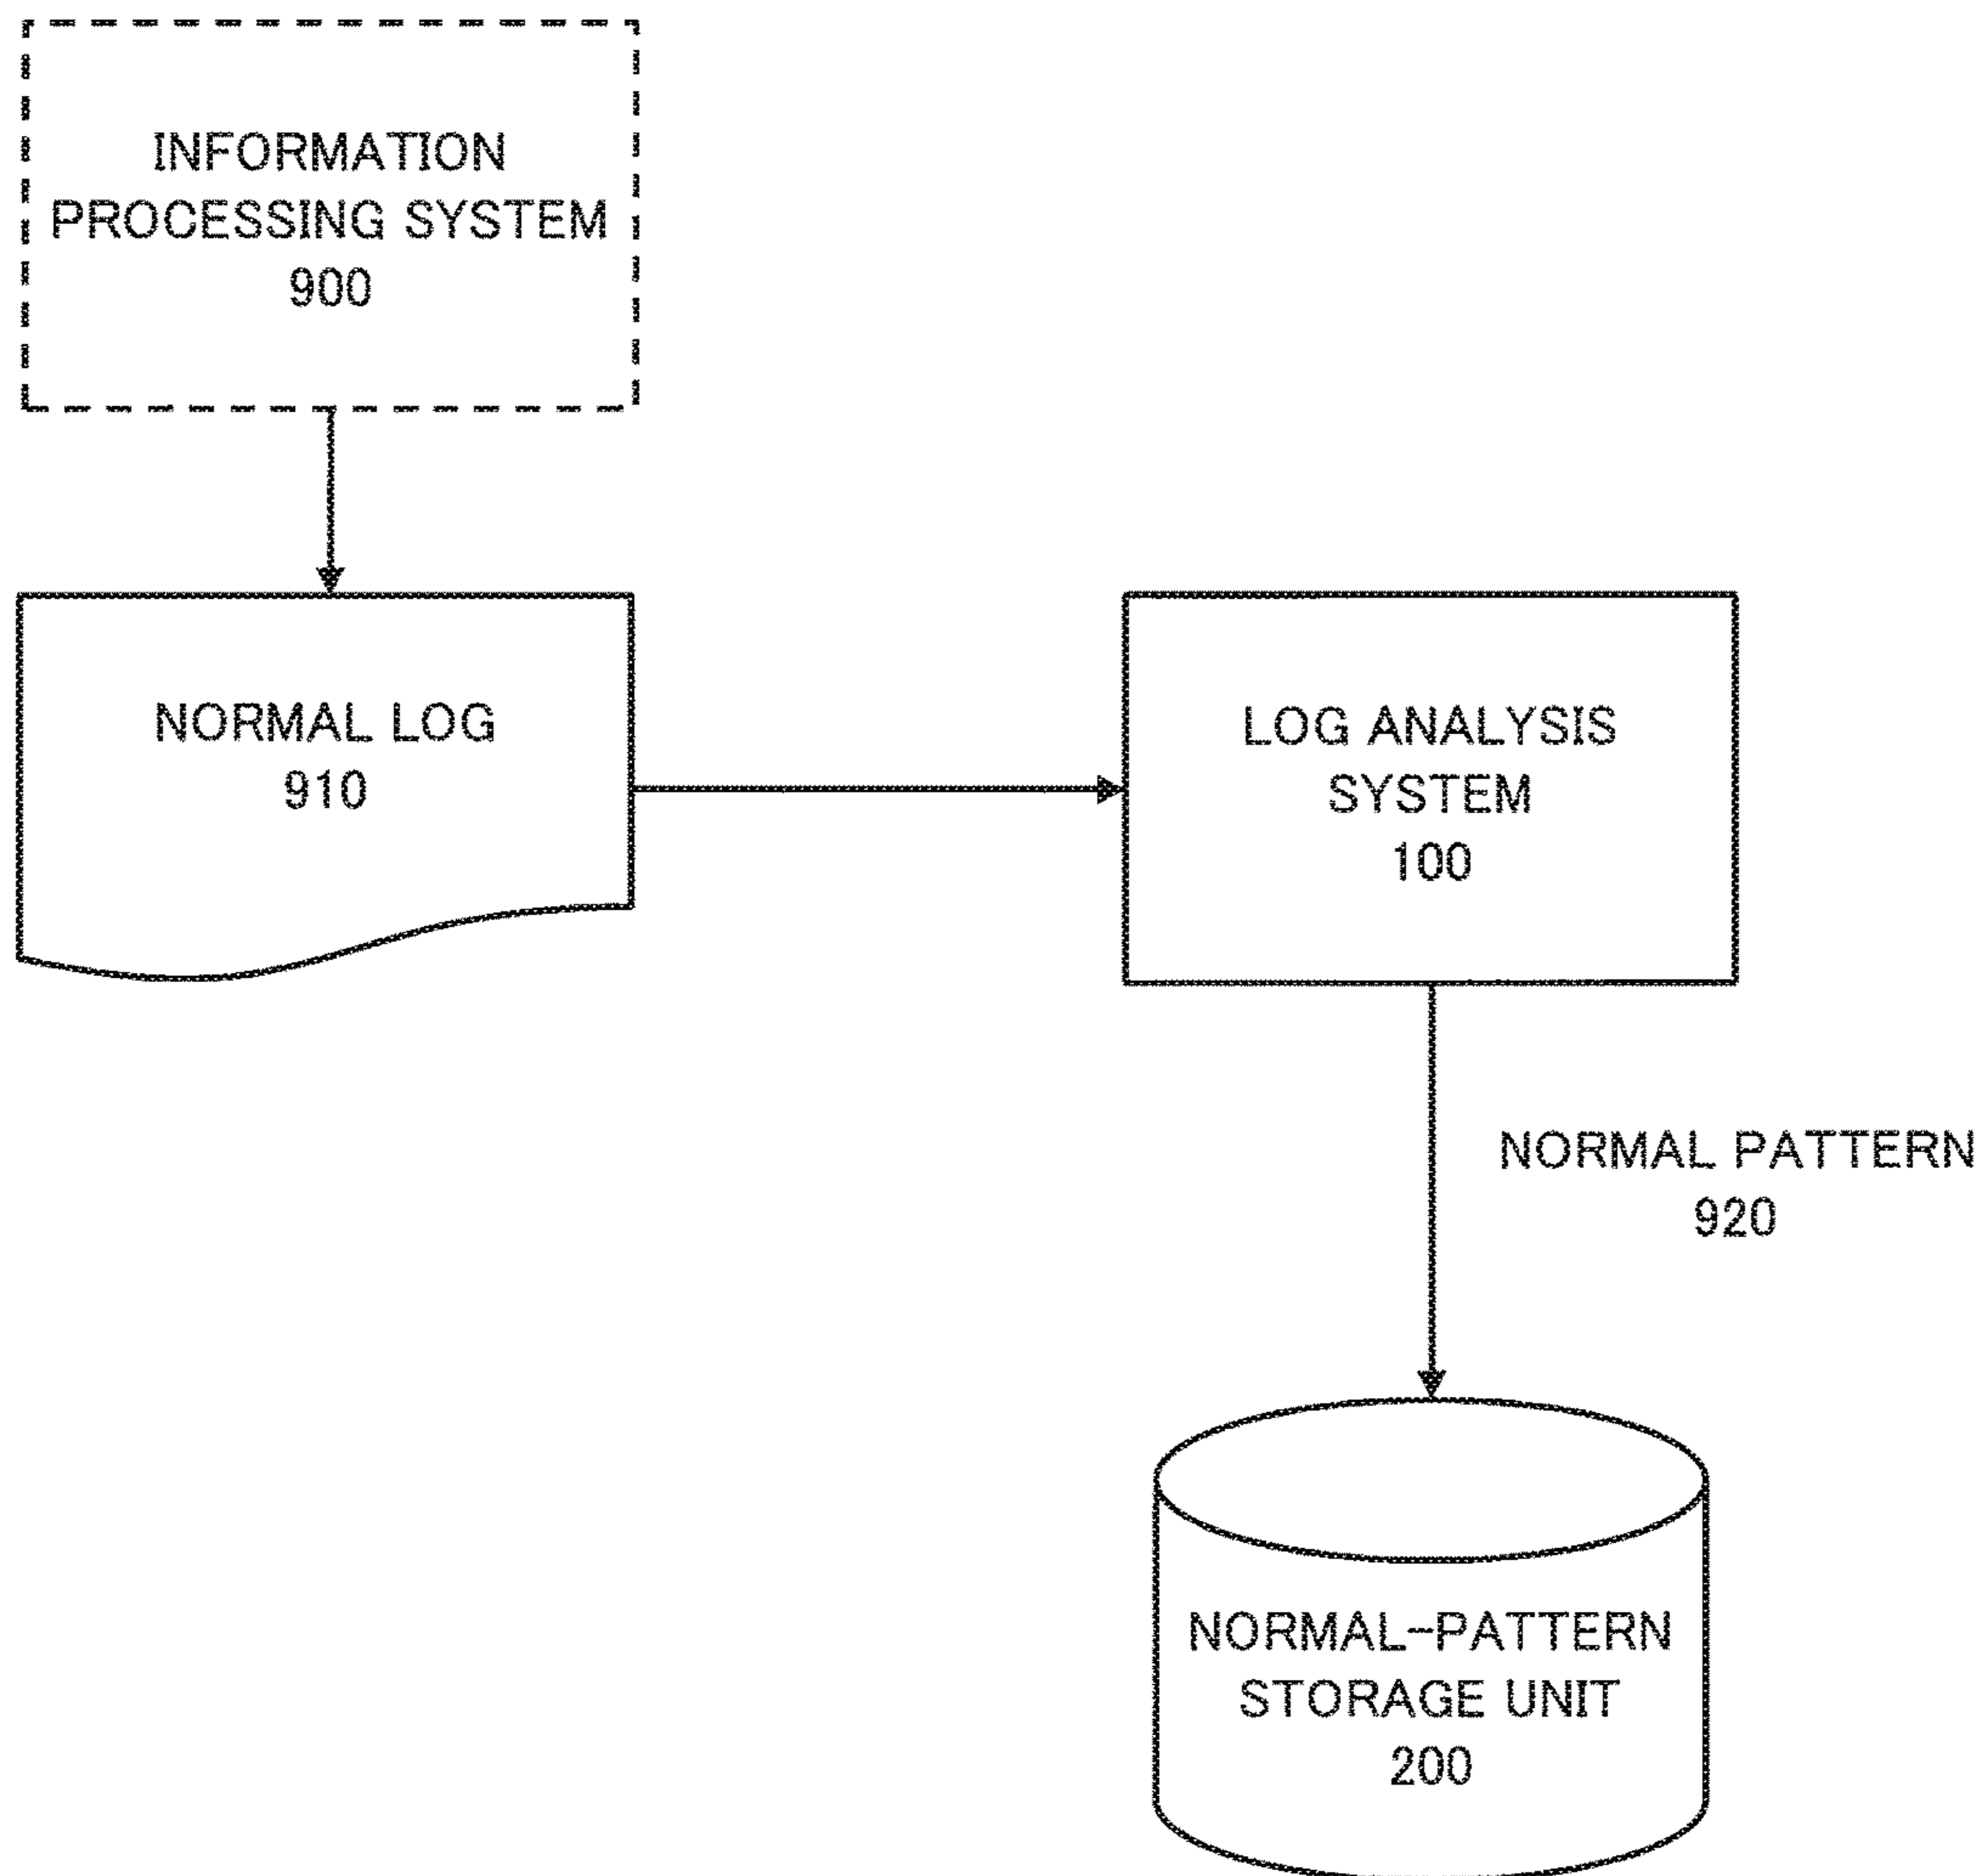 INFORMATION
PROCESSING SYSTEM
900
NORMAL LOG
910
LOG ANALYSIS
SYSTEM
100
NORMAL PATTERN
920
NORMAL-PATTERN
STORAGE UNIT
200